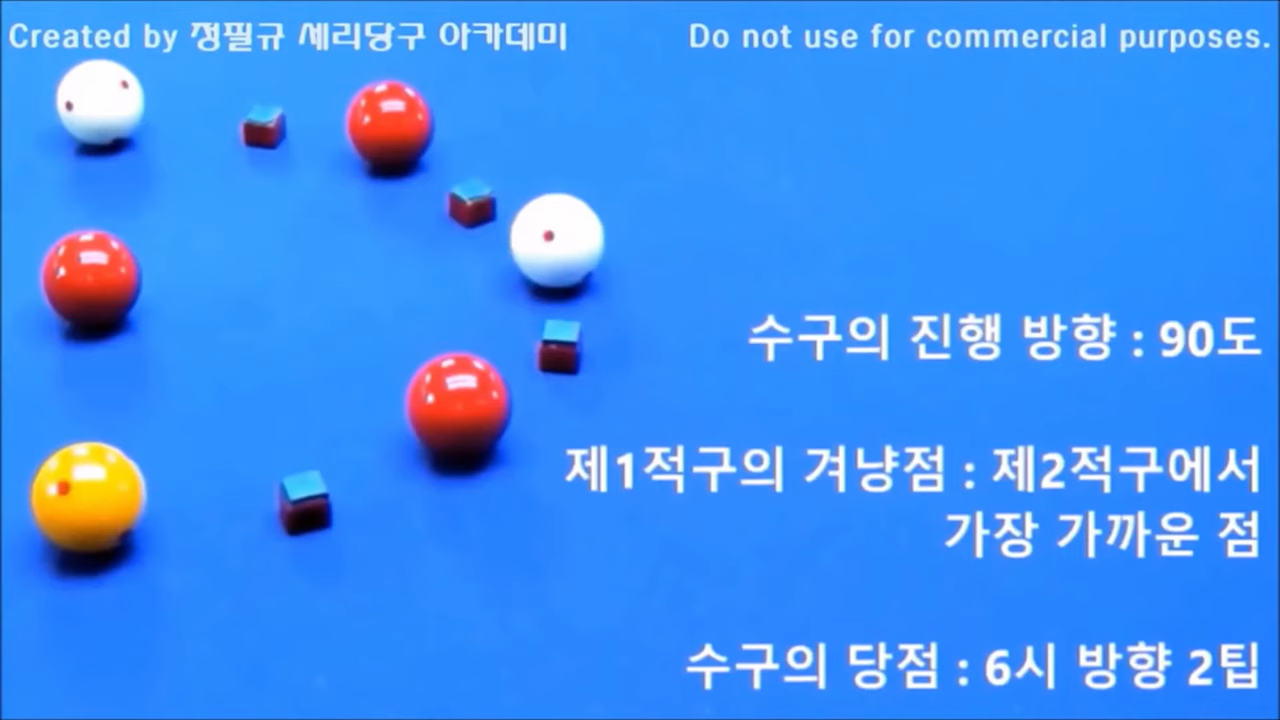 Created by 정필규 세리당구 아카데미
Do not use for commercial purposes.
수구의 진행 방향 : 90도
제1적구의 겨냥점 : 제2적구에서
가장 가까운 점
수구의 당점 : 6시 방향 2팁